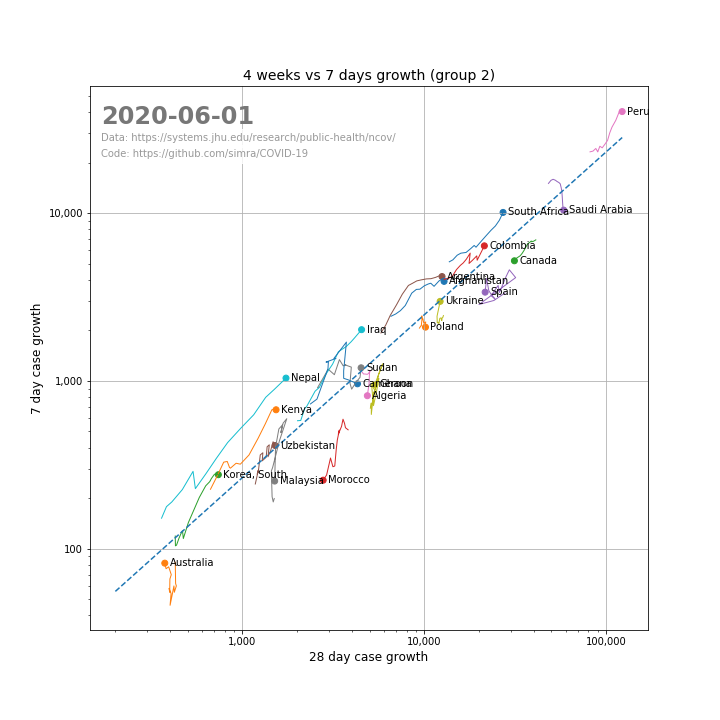 4 weeks vs 7 days growth (group 2)
2020-06-01
Data: https://systems.jhu.edu/research/public-health/ncov/
Code: https://github.com/simra/COVID-19
Peru
10,000
South Africa
Saudi Arabia
Colombia
Canada
Argentina
Afghanistan
Spain
Ukraine
Poland
Iraq
Sudan
1,000
Nepal
Cameroon
Ghana
Algeria
Kenya
Uzbekistan
Korea, South
Malaysia
Morocco
100
Australia
7 day case growth
1,000
10,000
100,000
28 day case growth